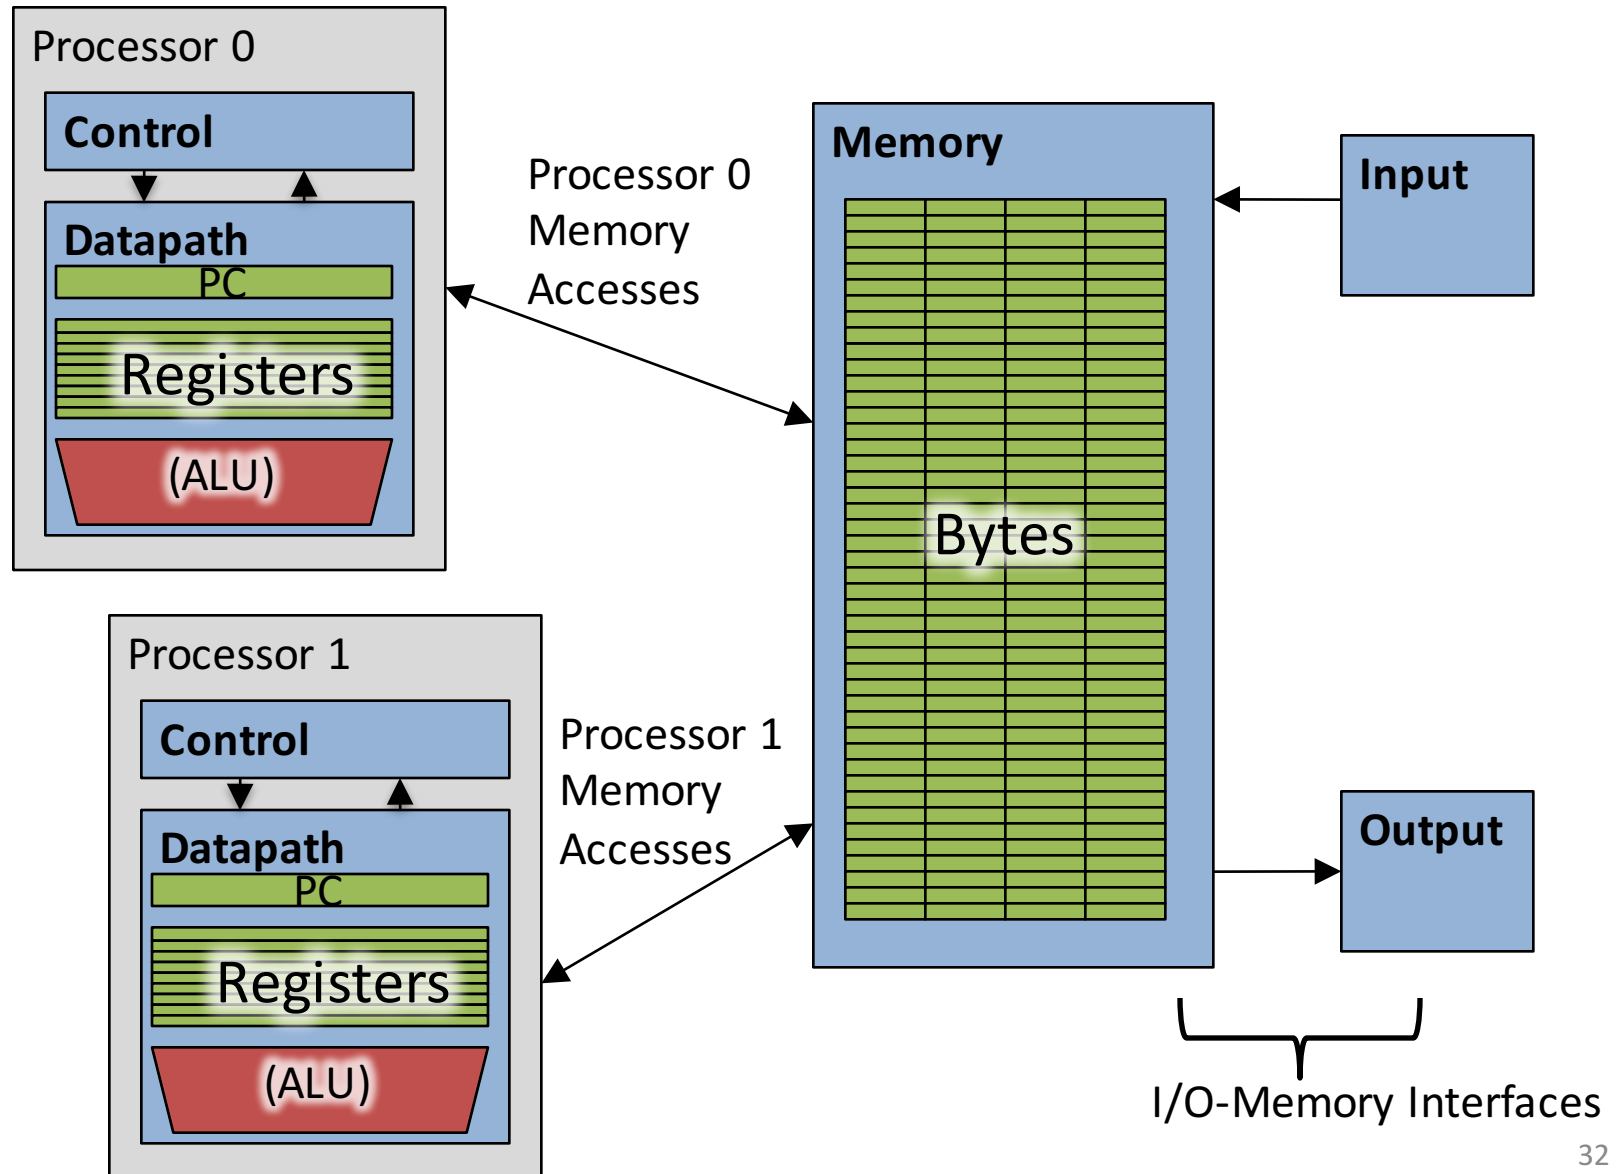 Processor 0
Control
Datapath
PC
Registers
(ALU)
Processor 0
Memory
Accesses
Processor 1
Control
Datapath
PC
Registers
(ALU)
Processor 1
Memory
Accesses
Memory
Bytes
Input
Output
I/O-Memory Interfaces
32